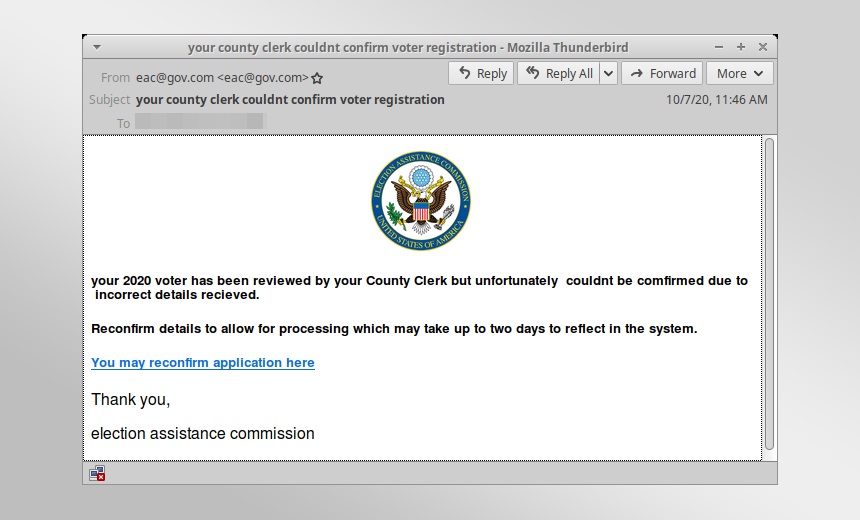 your county clerk couldnt confirm voter registration - Mozilla Thunderbird
From eac@gov.com <eac@gov.com>
Reply Reply All Forward More
Subject your county clerk couldnt confirm voter registration 10/7/20, 11:46 AM
To
ELECTION ASSISTANCE COMMISSION
UNITED STATES OF AMERICA
your 2020 voter has been reviewed by your County Clerk but unfortunately couldnt be comfirmed due to
incorrect details recieved.
Reconfirm details to allow for processing which may take up to two days to reflect in the system.
You may reconfirm application here
Thank you,
election assistance commission